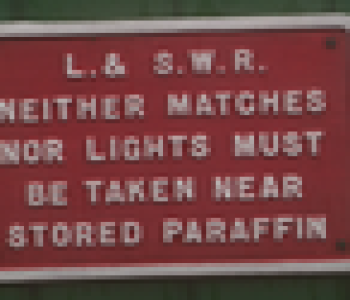 L.& S.W.R.
NEITHER MATCHES
NOR LIGHTS MUST
BE TAKEN NEAR
STORED PARAFFIN